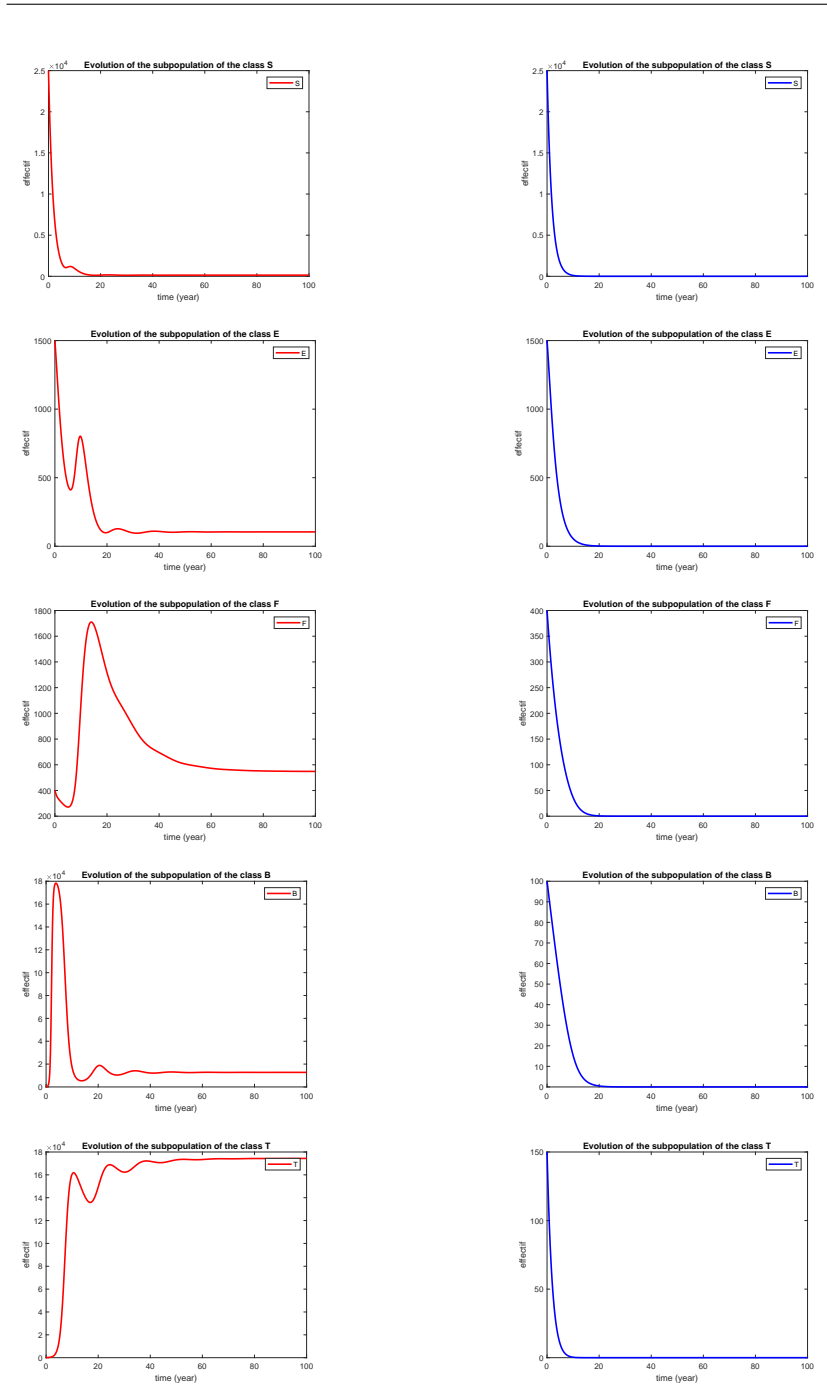 Evolution of the subpopulation of the class S
×10⁴
S
2.5
2
1.5
1
0.5
0
effectif
0 20 40 60 80 100
time (year)
Evolution of the subpopulation of the class S
×10⁴
S
2.5
2
1.5
1
0.5
0
effectif
0 20 40 60 80 100
time (year)
Evolution of the subpopulation of the class E
E
1500
1000
500
0
effectif
0 20 40 60 80 100
time (year)
Evolution of the subpopulation of the class E
E
1500
1000
500
0
effectif
0 20 40 60 80 100
time (year)
Evolution of the subpopulation of the class F
F
1800
1600
1400
1200
1000
800
600
400
200
effectif
0 20 40 60 80 100
time (year)
Evolution of the subpopulation of the class F
F
400
350
300
250
200
150
100
50
0
effectif
0 20 40 60 80 100
time (year)
Evolution of the subpopulation of the class B
×10⁴
B
18
16
14
12
10
8
6
4
2
0
effectif
0 20 40 60 80 100
time (year)
Evolution of the subpopulation of the class B
B
100
90
80
70
60
50
40
30
20
10
0
effectif
0 20 40 60 80 100
time (year)
Evolution of the subpopulation of the class T
×10⁴
T
18
16
14
12
10
8
6
4
2
0
effectif
0 20 40 60 80 100
time (year)
Evolution of the subpopulation of the class T
T
150
100
50
0
effectif
0 20 40 60 80 100
time (year)